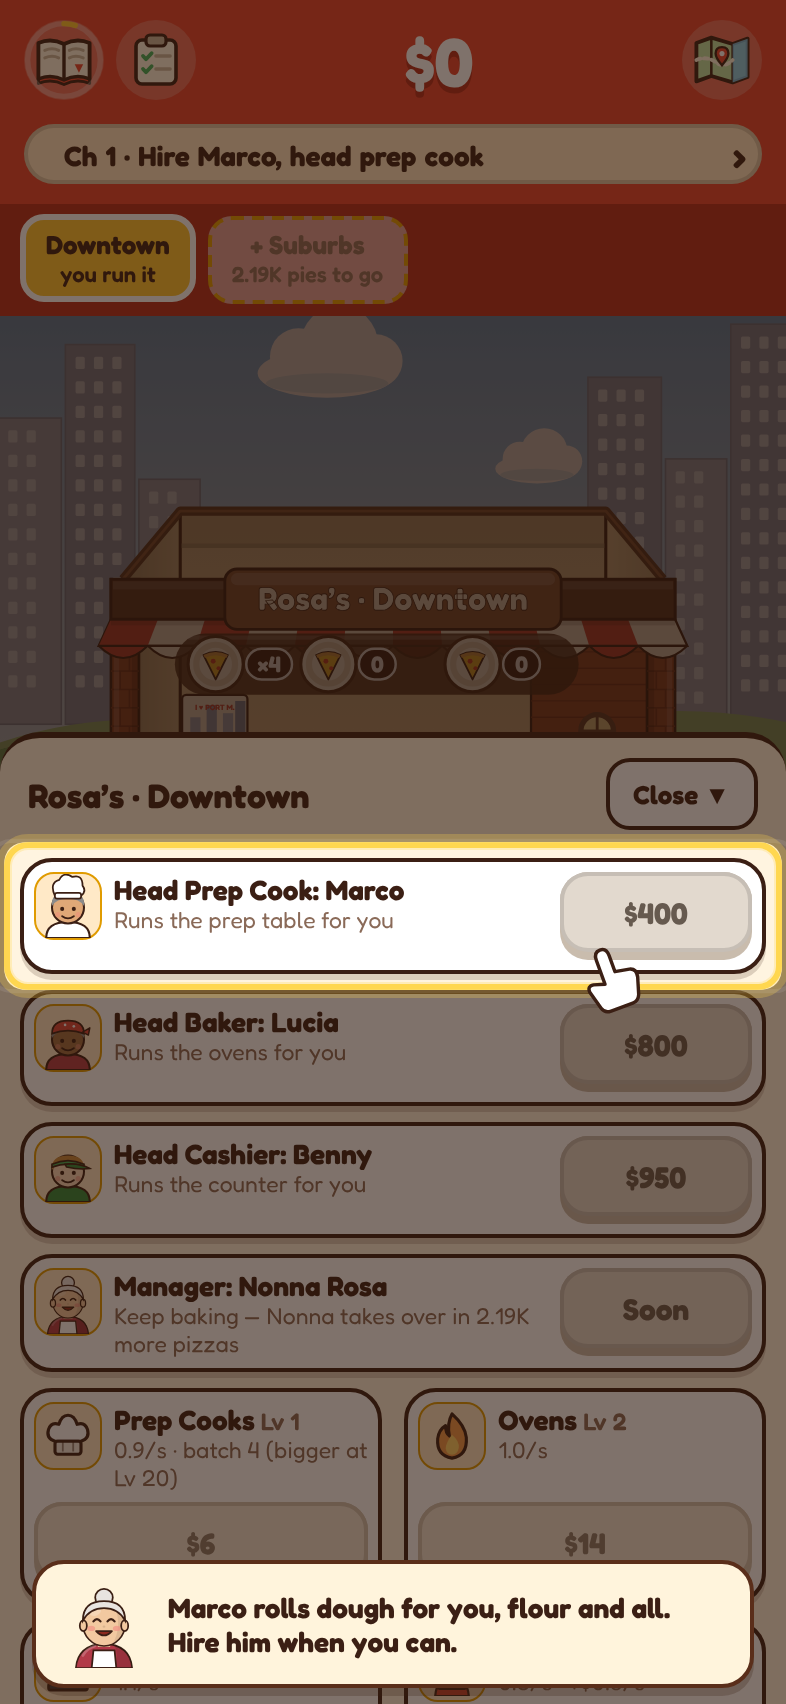 $0
Ch 1 · Hire Marco, head prep cook
Downtown
you run it
+ Suburbs
2.19K pies to go
Rosa's · Downtown
x4
0
0
Rosa's · Downtown
Close ▼
Head Prep Cook: Marco
Runs the prep table for you
$400
Head Baker: Lucia
Runs the ovens for you
$800
Head Cashier: Benny
Runs the counter for you
$950
Manager: Nonna Rosa
Keep baking — Nonna takes over in 2.19K
more pizzas
Soon
Prep Cooks Lv 1
0.9/s · batch 4 (bigger at
Lv 20)
$6
Ovens Lv 2
1.0/s
$14
Marco rolls dough for you, flour and all.
Hire him when you can.